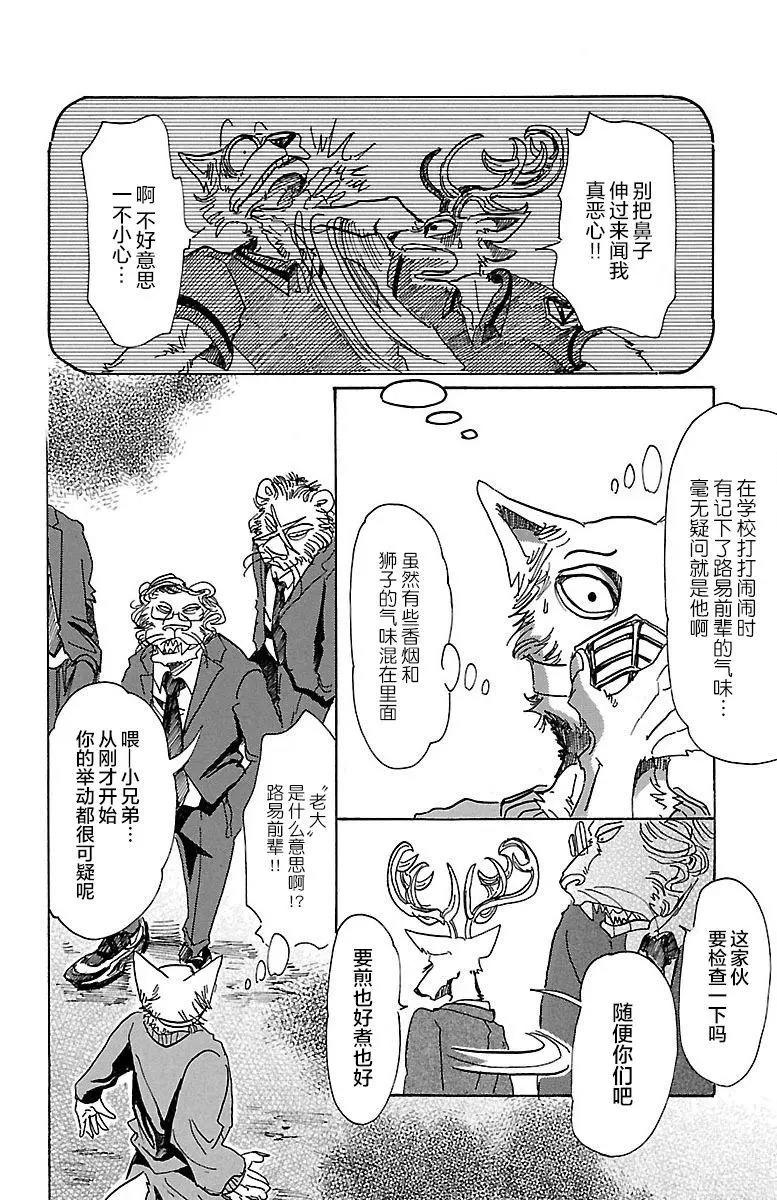 别把鼻子
伸过来闻我
真恶心!!
啊 不好意思
一不小心…
在学校打打闹闹时
有记下了路易前辈的气味…
毫无疑问就是他啊
虽然有些香烟和
狮子的气味混在里面
这家伙
要检查一下吗
随便你们吧
要煎也好煮也好
“老大”
是什么意思啊!?
路易前辈!!
喂—小兄弟…
从刚才开始
你的举动都很可疑呢